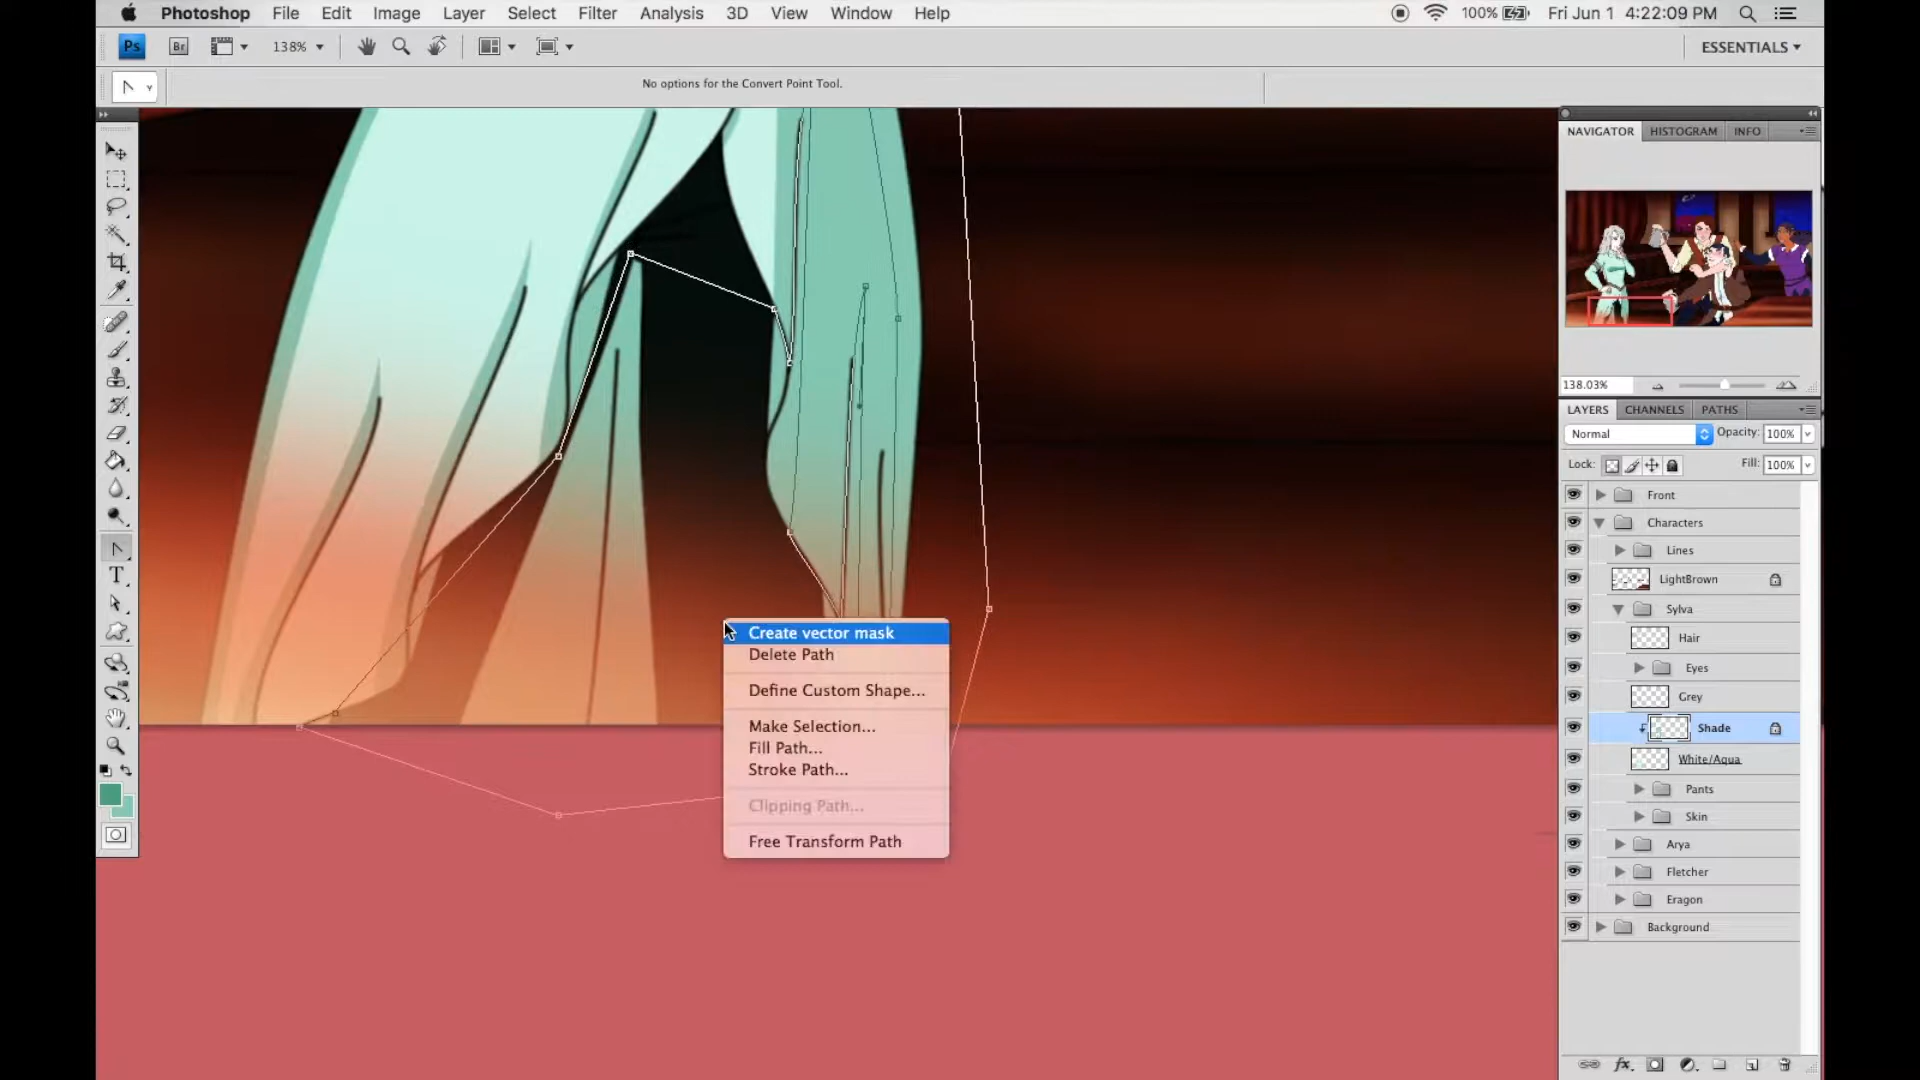 Photoshop File Edit Image Layer Select Filter Analysis 3D View Window Help 100% Fri Jun 1 4:22:09 PM
Ps Br 138% ESSENTIALS
No options for the Convert Point Tool.
NAVIGATOR HISTOGRAM INFO
138.03%
LAYERS CHANNELS PATHS
Normal Opacity: 100%
Lock: Fill: 100%
Front
Characters
Lines
LightBrown
Sylva
Hair
Eyes
Grey
Shade
White/Aqua
Pants
Skin
Arya
Fletcher
Eragon
Background
T
Create vector mask
Delete Path
Define Custom Shape...
Make Selection...
Fill Path...
Stroke Path...
Clipping Path...
Free Transform Path
fx